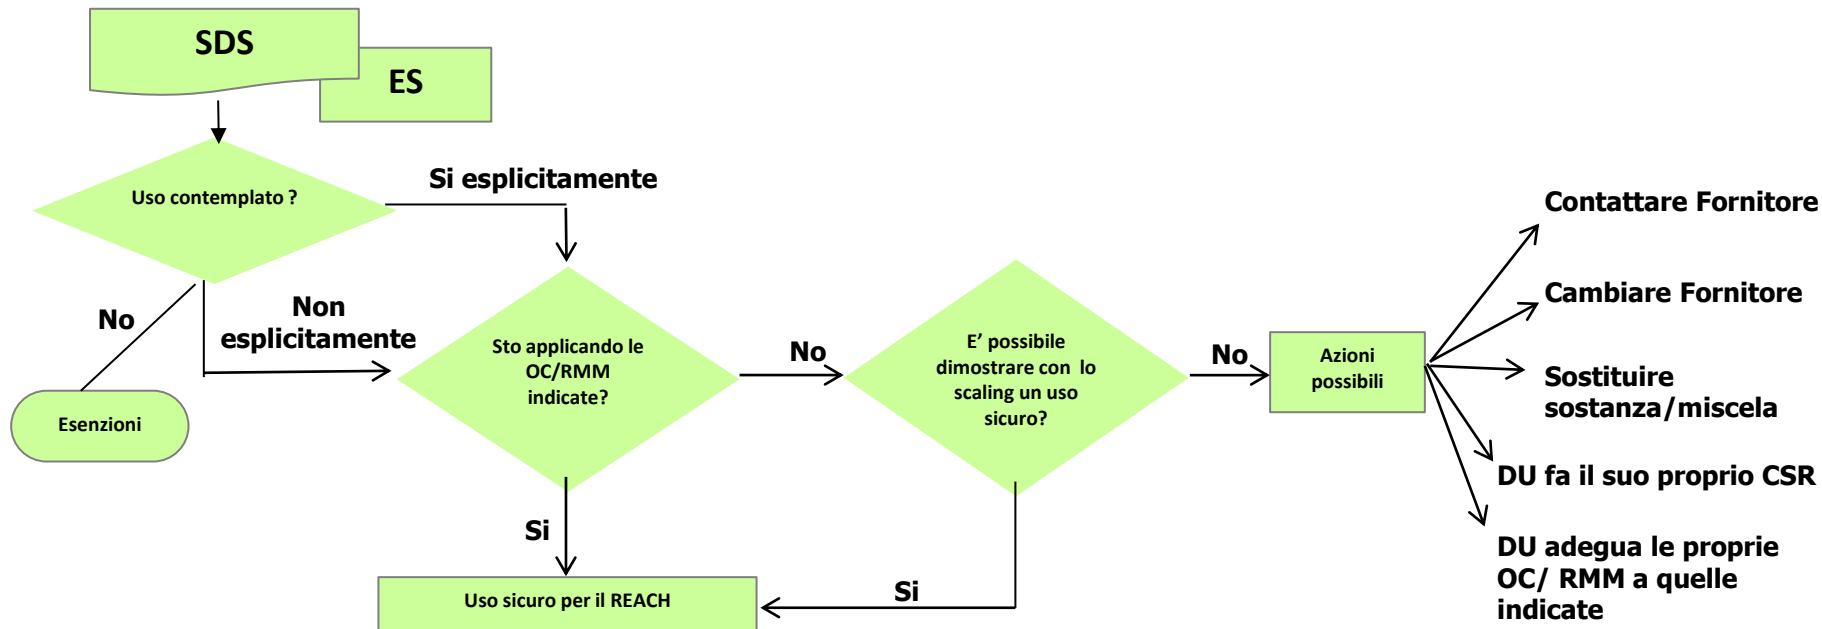 SDS
ES
Uso contemplato ?
Si esplicitamente
No
Non
esplicitamente
Esenzioni
Sto applicando le
OC/RMM
indicate?
No
E’ possibile
dimostrare con lo
scaling un uso
sicuro?
No
Azioni
possibili
Contattare Fornitore
Cambiare Fornitore
Sostituire
sostanza/miscela
DU fa il suo proprio CSR
DU adegua le proprie
OC/ RMM a quelle
indicate
Si
Si
Uso sicuro per il REACH